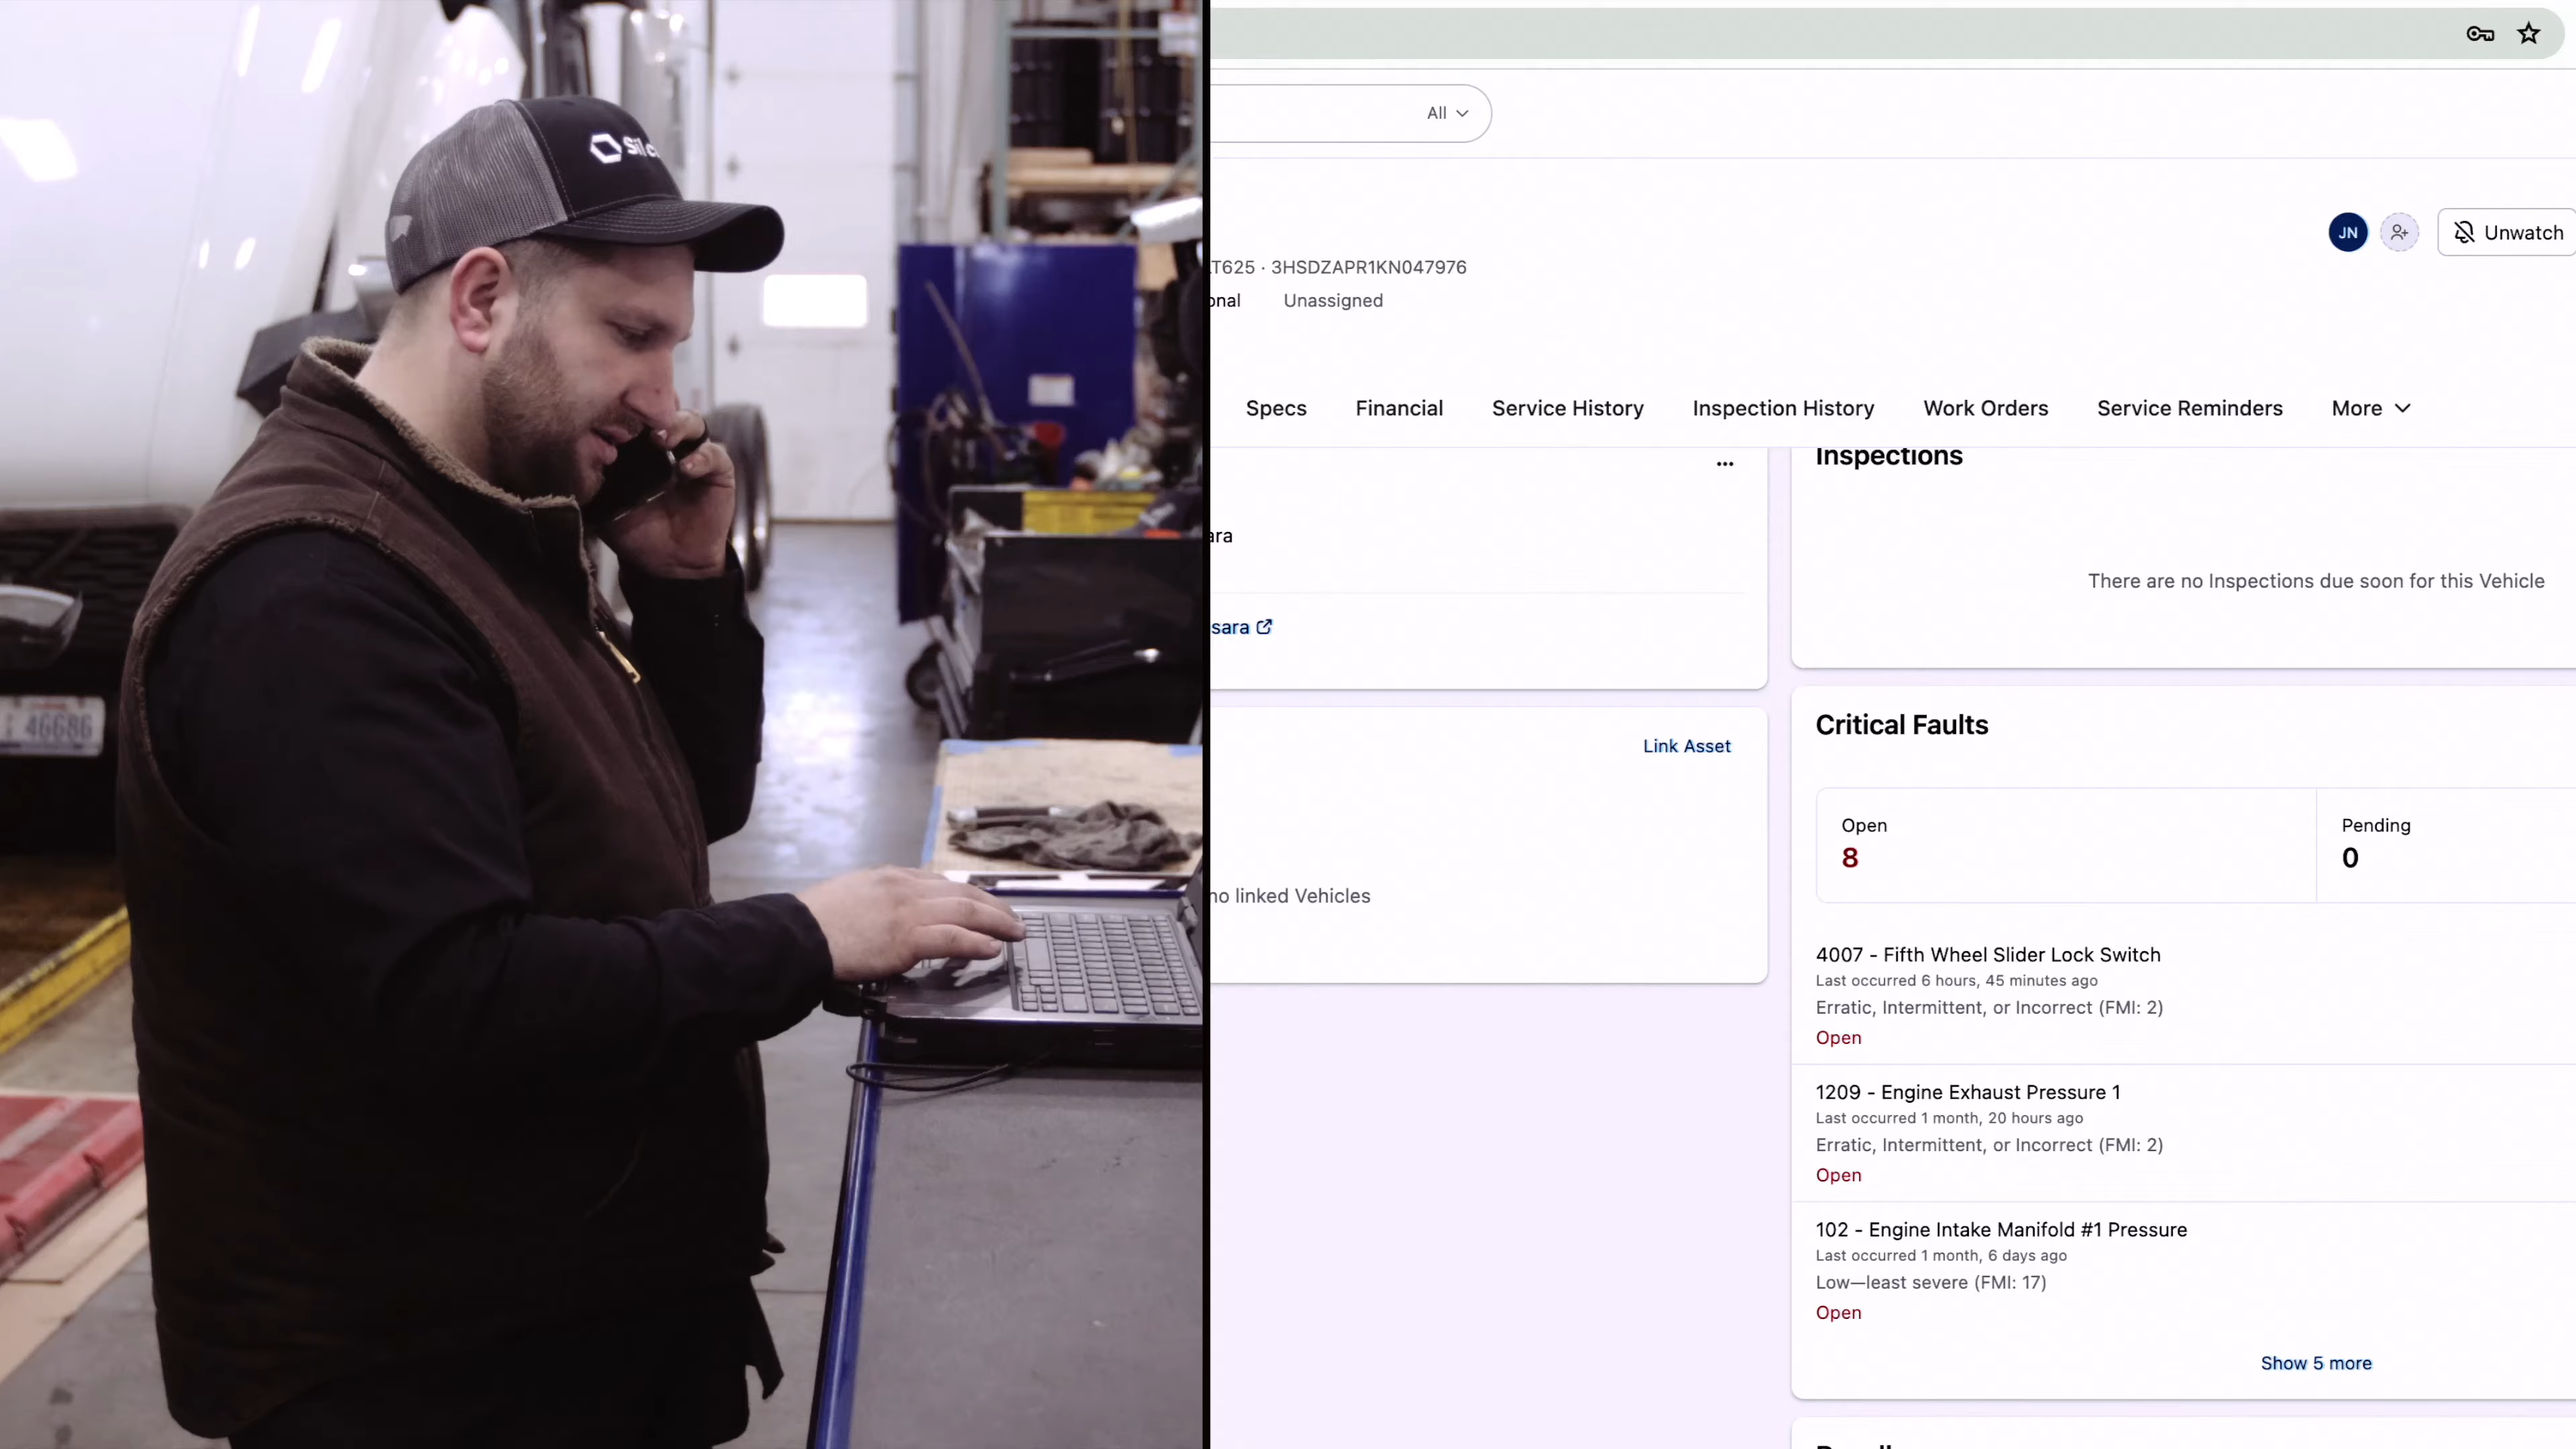 46686
All
JN
Unwatch
LT625 · 3HSDZAPR1KN047976
onal Unassigned
Specs Financial Service History Inspection History Work Orders Service Reminders More
Inspections
ara
There are no Inspections due soon for this Vehicle
sara
Critical Faults
Link Asset
Open Pending
8 0
no linked Vehicles
4007 - Fifth Wheel Slider Lock Switch
Last occurred 6 hours, 45 minutes ago
Erratic, Intermittent, or Incorrect (FMI: 2)
Open
1209 - Engine Exhaust Pressure 1
Last occurred 1 month, 20 hours ago
Erratic, Intermittent, or Incorrect (FMI: 2)
Open
102 - Engine Intake Manifold #1 Pressure
Last occurred 1 month, 6 days ago
Low—least severe (FMI: 17)
Open
Show 5 more